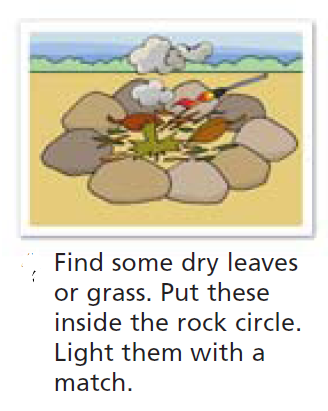 Find some dry leaves
or grass. Put these
inside the rock circle.
Light them with a
match.